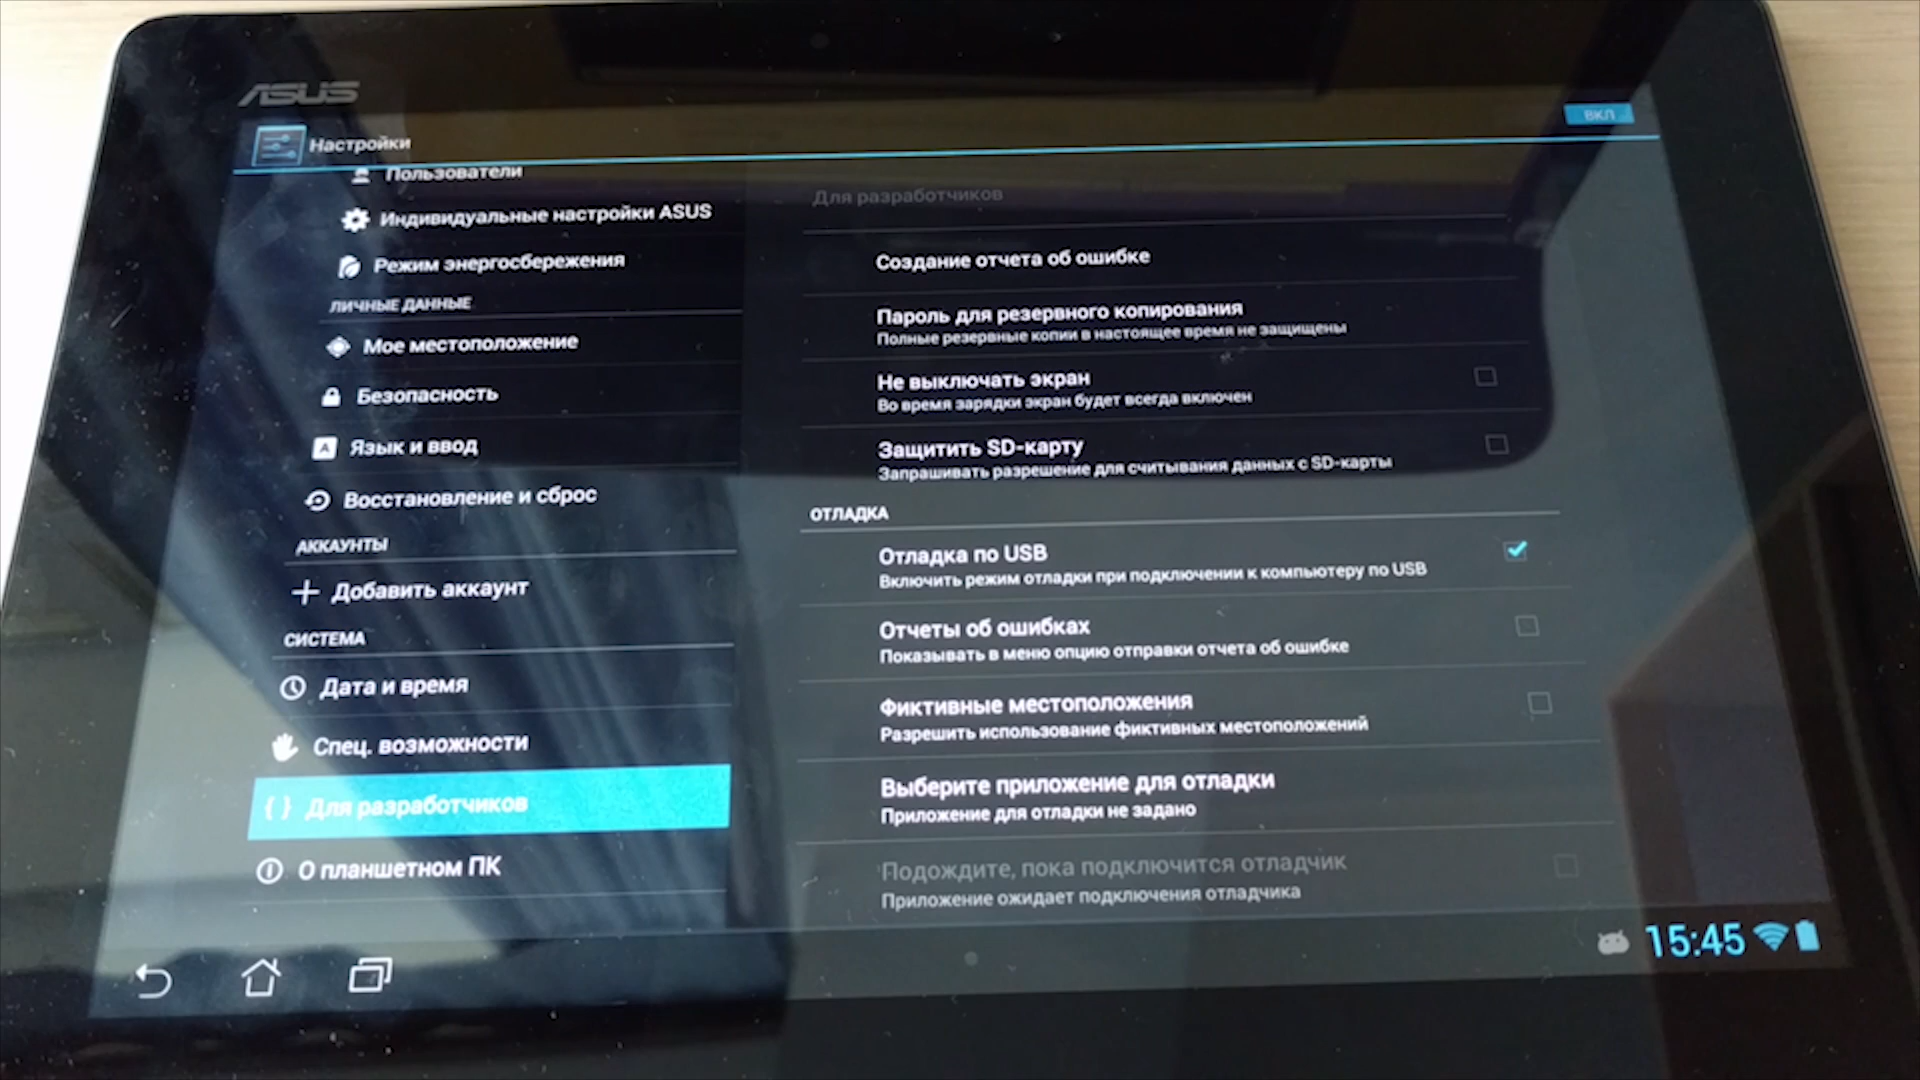 ASUS
Настройки
ВКЛ
Пользователи
Индивидуальные настройки ASUS
Режим энергосбережения
ЛИЧНЫЕ ДАННЫЕ
Мое местоположение
Безопасность
A Язык и ввод
Восстановление и сброс
АККАУНТЫ
+ Добавить аккаунт
СИСТЕМА
Дата и время
Спец. возможности
{ } Для разработчиков
О планшетном ПК
Для разработчиков
Создание отчета об ошибке
Пароль для резервного копирования
Полные резервные копии в настоящее время не защищены
Не выключать экран
Во время зарядки экран будет всегда включен
Защитить SD-карту
Запрашивать разрешение для считывания данных с SD-карты
ОТЛАДКА
Отладка по USB
Включить режим отладки при подключении к компьютеру по USB
Отчеты об ошибках
Показывать в меню опцию отправки отчета об ошибке
Фиктивные местоположения
Разрешить использование фиктивных местоположений
Выберите приложение для отладки
Приложение для отладки не задано
Подождите, пока подключится отладчик
Приложение ожидает подключения отладчика
15:45